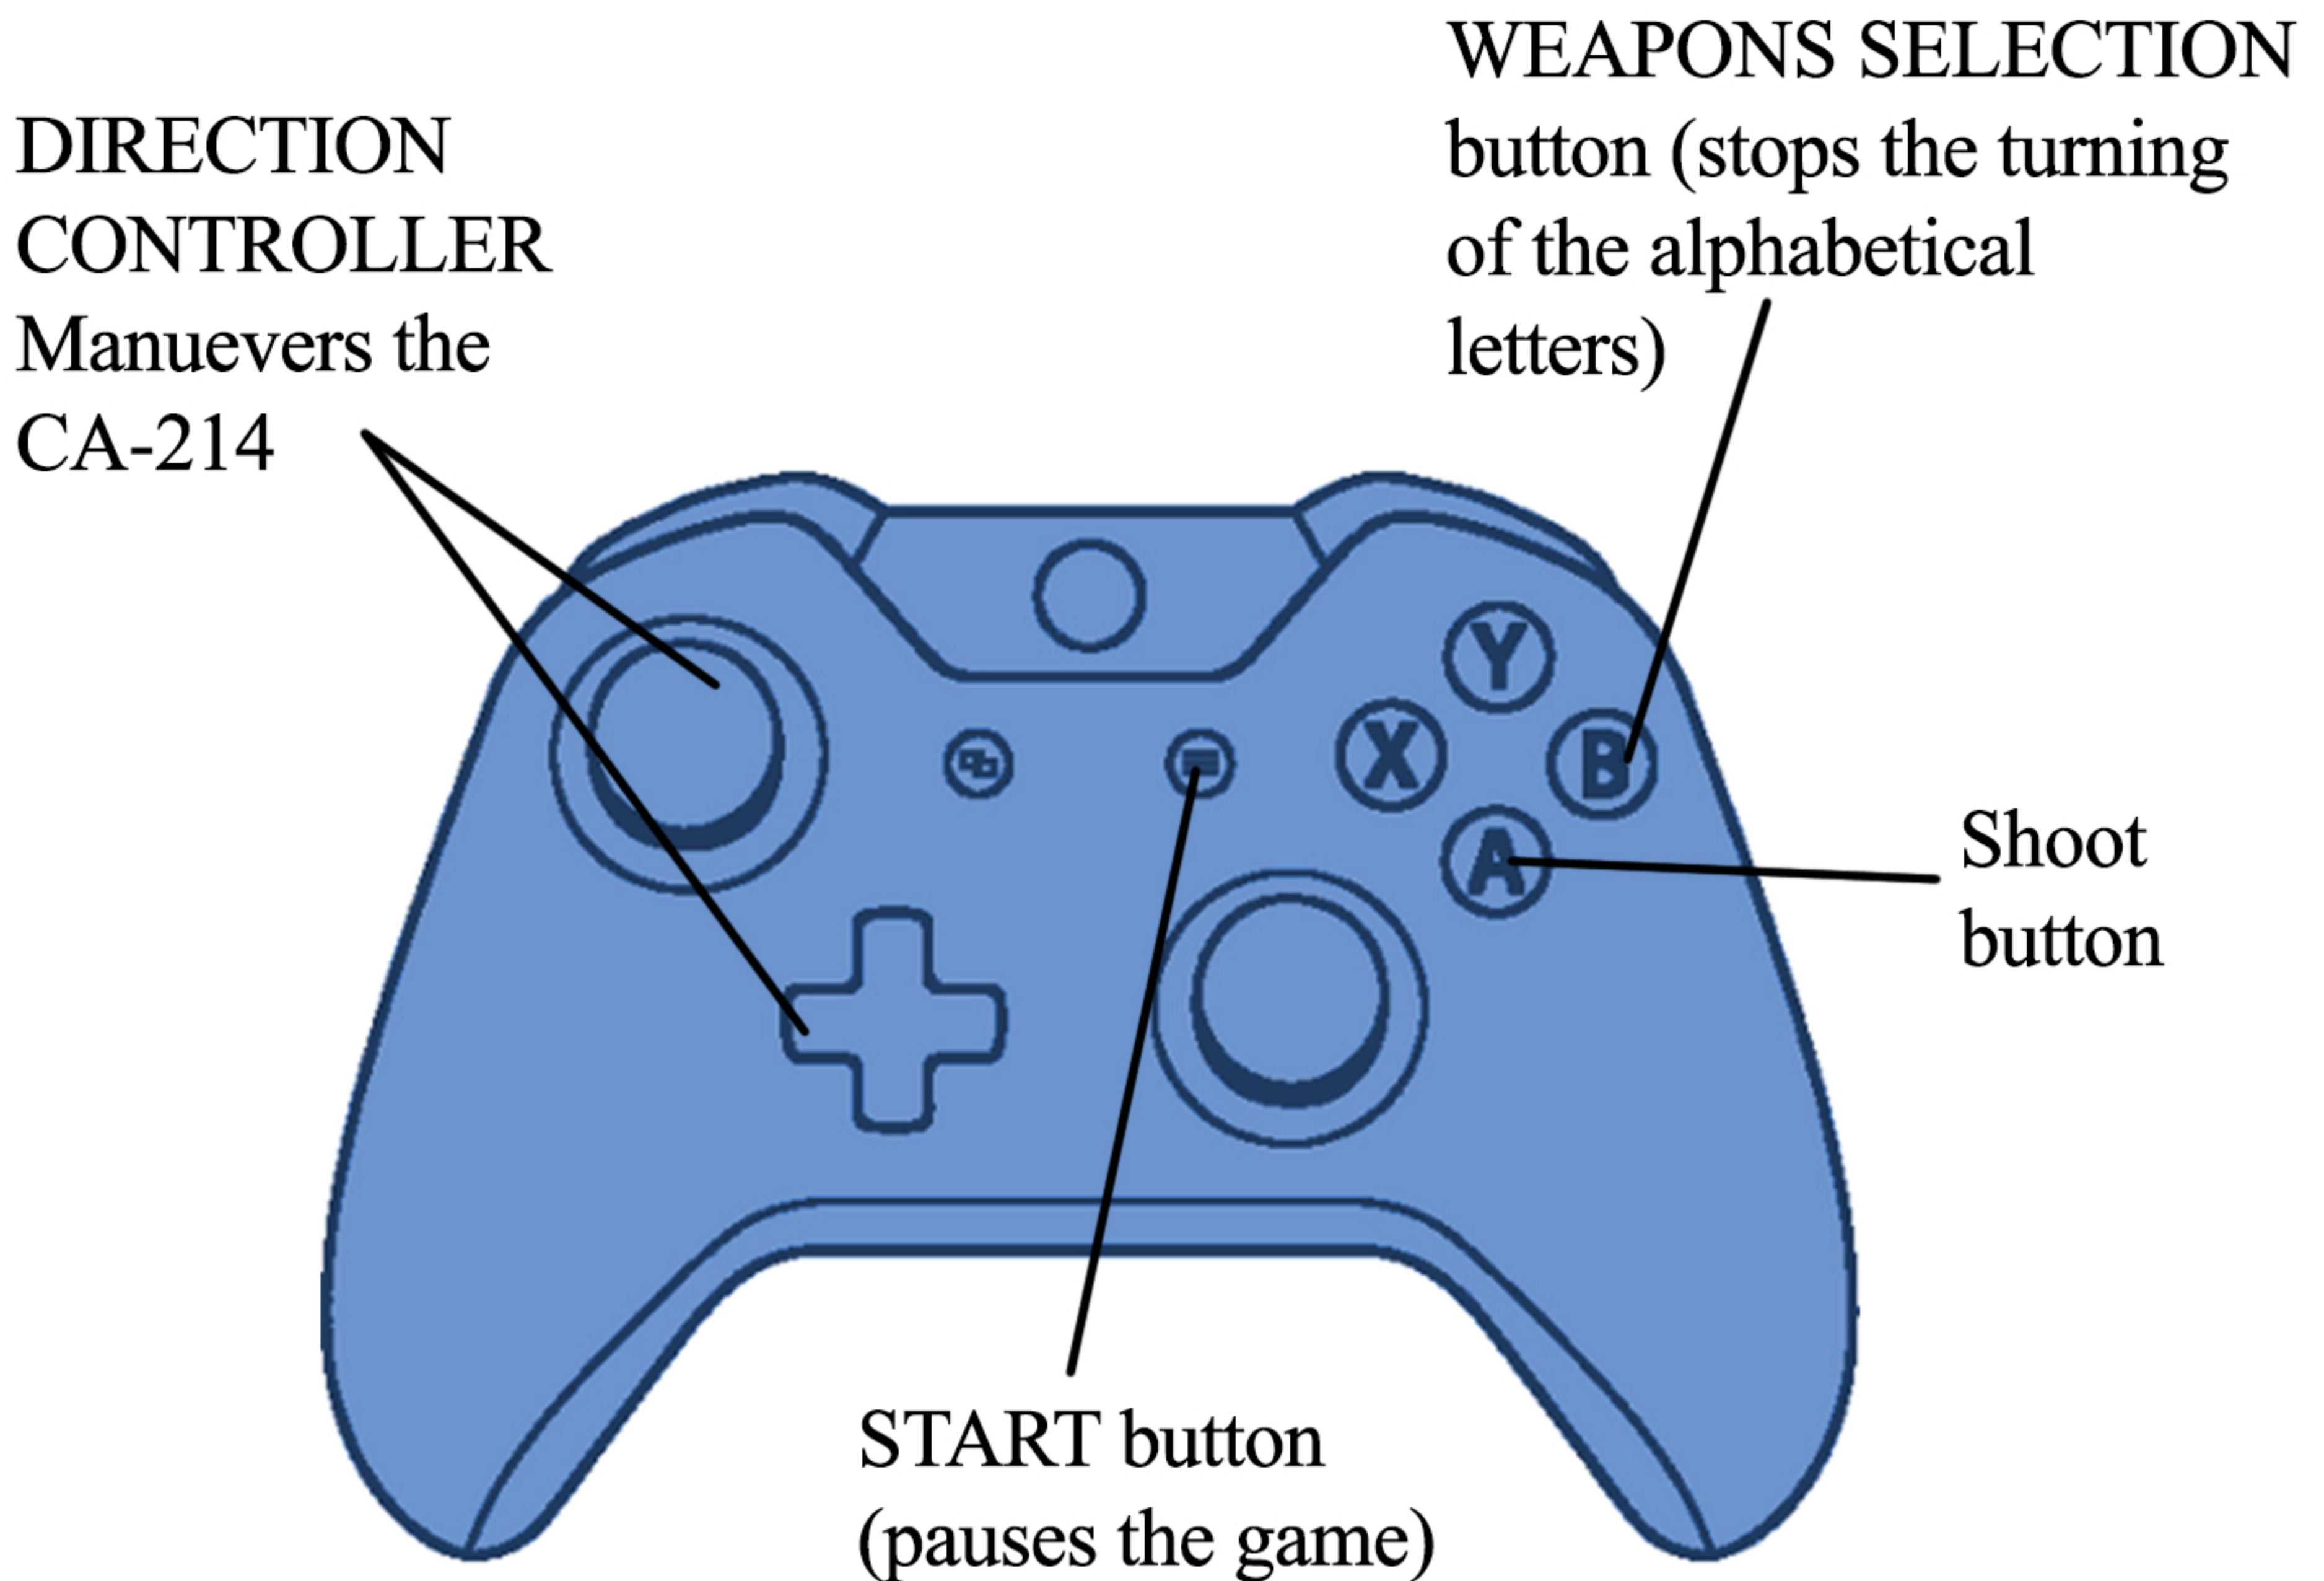 WEAPONS SELECTION
button (stops the turning
of the alphabetical
letters)
DIRECTION
CONTROLLER
Manuevers the
CA-214
Y
X
B
A
Shoot
button
START button
(pauses the game)